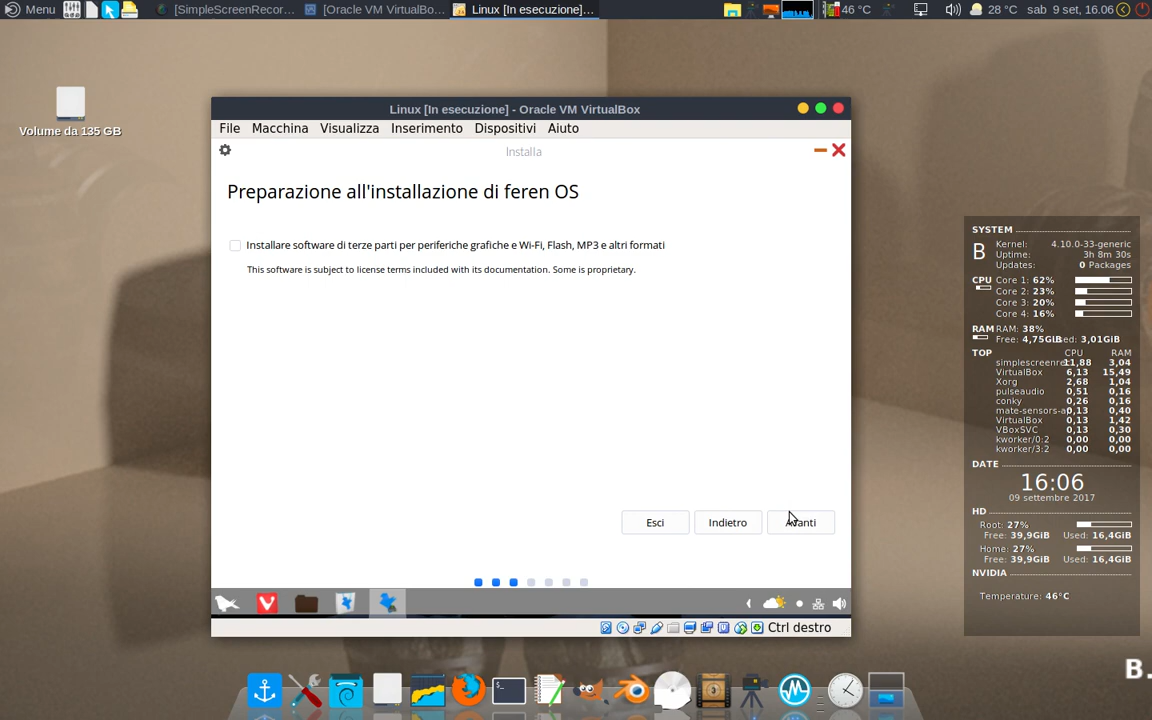 Menu
[SimpleScreenRecor...
[Oracle VM VirtualBo...
Linux [In esecuzione]...
46 °C
28 °C
sab 9 set, 16.06
Volume da 135 GB
Linux [In esecuzione] - Oracle VM VirtualBox
File Macchina Visualizza Inserimento Dispositivi Aiuto
Installa
Preparazione all'installazione di feren OS
Installare software di terze parti per periferiche grafiche e Wi-Fi, Flash, MP3 e altri formati
This software is subject to license terms included with its documentation. Some is proprietary.
Esci Indietro Avanti
Ctrl destro
SYSTEM
B
Kernel: 4.10.0-33-generic
Uptime: 3h 8m 30s
Updates: 0 Packages
CPU Core 1: 62%
Core 2: 23%
Core 3: 20%
Core 4: 16%
RAM RAM: 38%
Free: 4,75GiB Used: 3,01GiB
TOP CPU RAM
simplescreenre 11,88 3,04
VirtualBox 6,13 15,49
Xorg 2,68 1,04
pulseaudio 0,51 0,16
conky 0,26 0,16
mate-sensors-a 0,13 0,40
VirtualBox 0,13 1,42
VBoxSVC 0,13 0,30
kworker/0:2 0,00 0,00
kworker/3:2 0,00 0,00
DATE
16:06
09 settembre 2017
HD
Root: 27%
Free: 39,9GiB Used: 16,4GiB
Home: 27%
Free: 39,9GiB Used: 16,4GiB
NVIDIA
Temperature: 46°C
B.